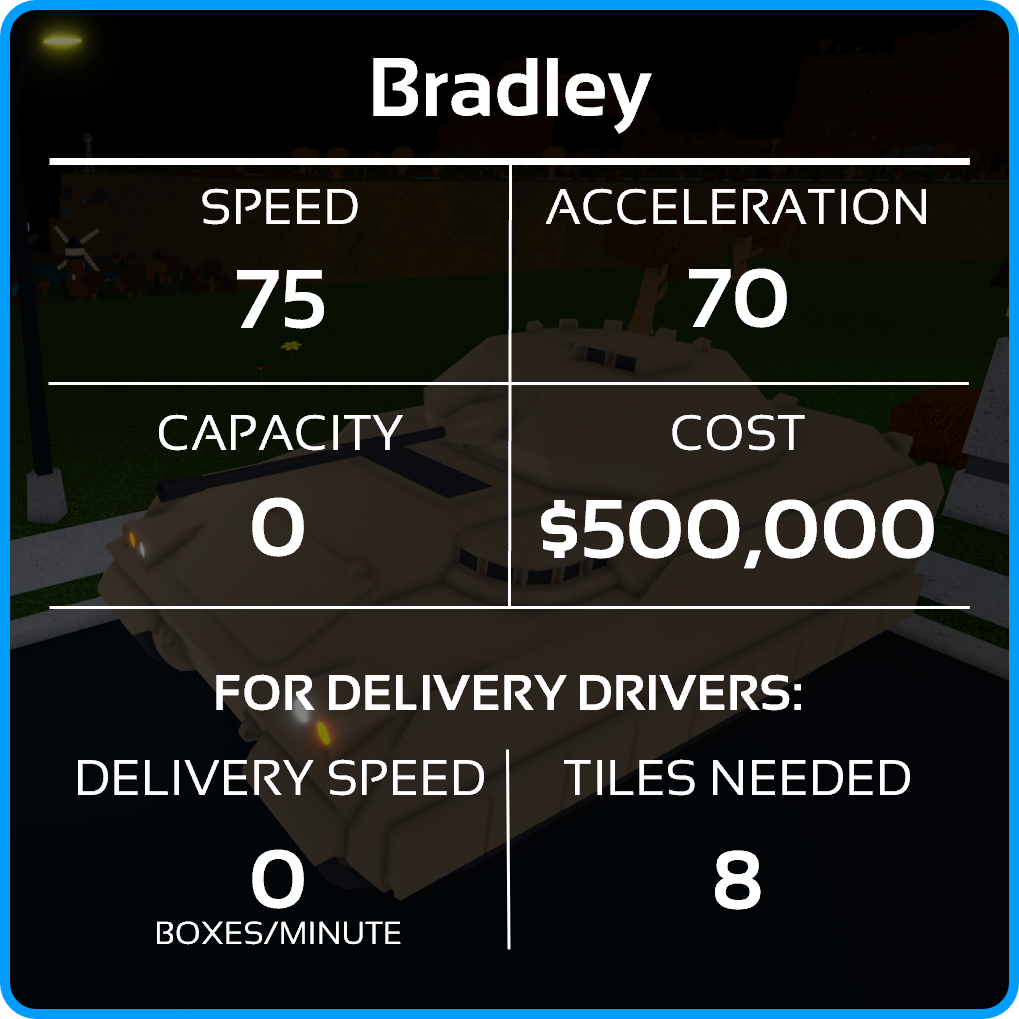 Bradley
SPEED
75
ACCELERATION
70
CAPACITY
0
COST
$500,000
FOR DELIVERY DRIVERS:
DELIVERY SPEED
0
BOXES/MINUTE
TILES NEEDED
8